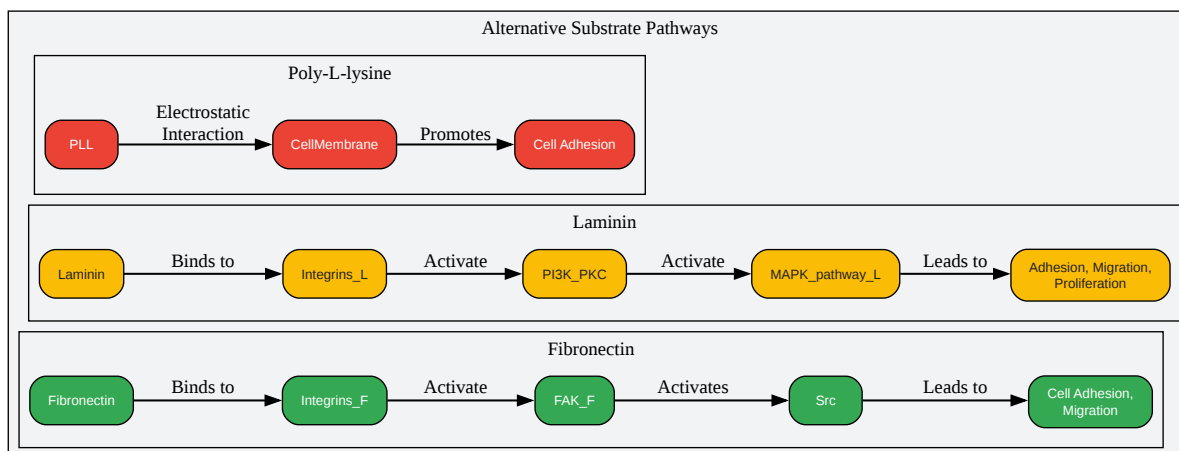 Alternative Substrate Pathways
Poly-L-lysine
PLL
Electrostatic
Interaction
CellMembrane
Promotes
Cell Adhesion
Laminin
Laminin
Binds to
Integrins_L
Activate
PI3K_PKC
Activate
MAPK_pathway_L
Leads to
Adhesion, Migration,
Proliferation
Fibronectin
Fibronectin
Binds to
Integrins_F
Activate
FAK_F
Activates
Src
Leads to
Cell Adhesion,
Migration